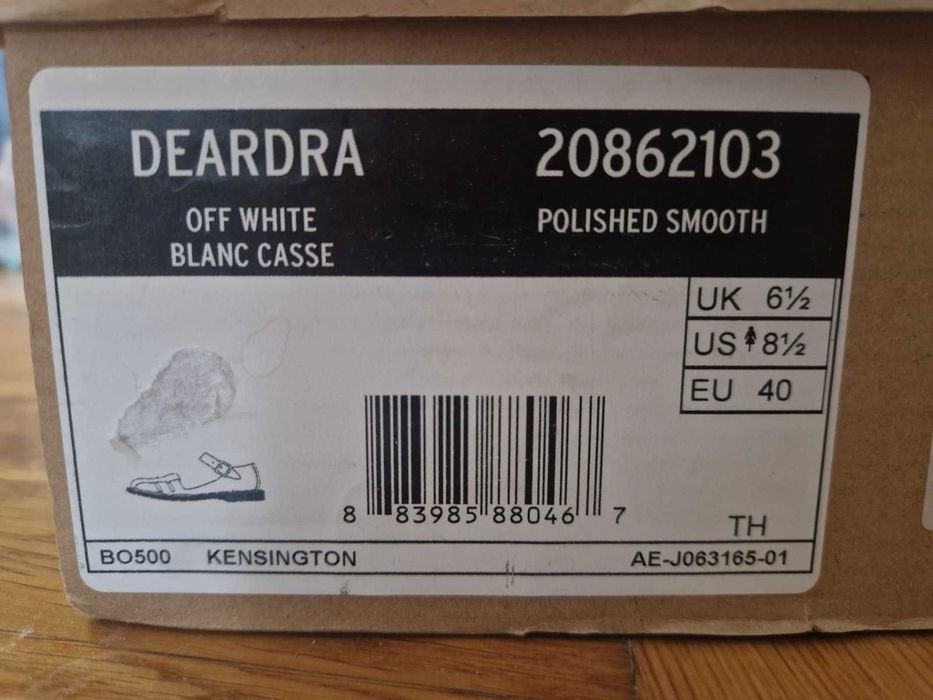 DEARDRA 20862103
OFF WHITE POLISHED SMOOTH
BLANC CASSE
UK 6½
US 8½
EU 40
8 83985 88046 7
TH
BO500 KENSINGTON AE-J063165-01